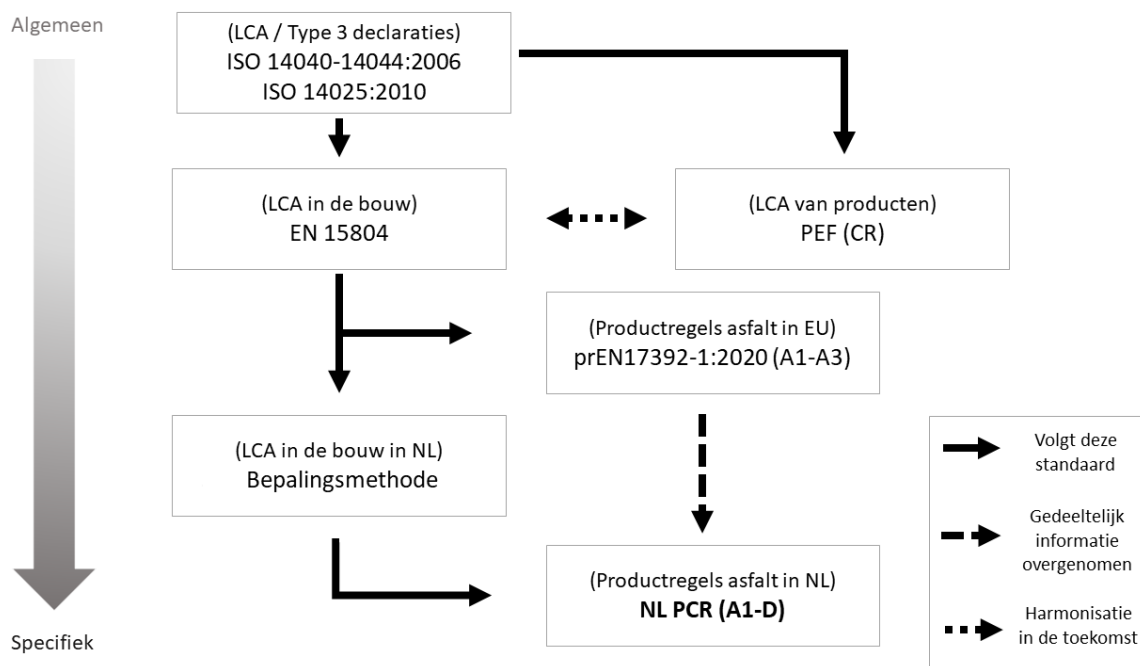 Algemeen
(LCA / Type 3 declaraties)
ISO 14040-14044:2006
ISO 14025:2010
(LCA in de bouw)
EN 15804
(LCA van producten)
PEF (CR)
(Productregels asfalt in EU)
prEN17392-1:2020 (A1-A3)
(LCA in de bouw in NL)
Bepalingsmethode
(Productregels asfalt in NL)
NL PCR (A1-D)
Specifiek
Volgt deze
standaard
Gedeeltelijk
informatie
overgenomen
Harmonisatie
in de toekomst